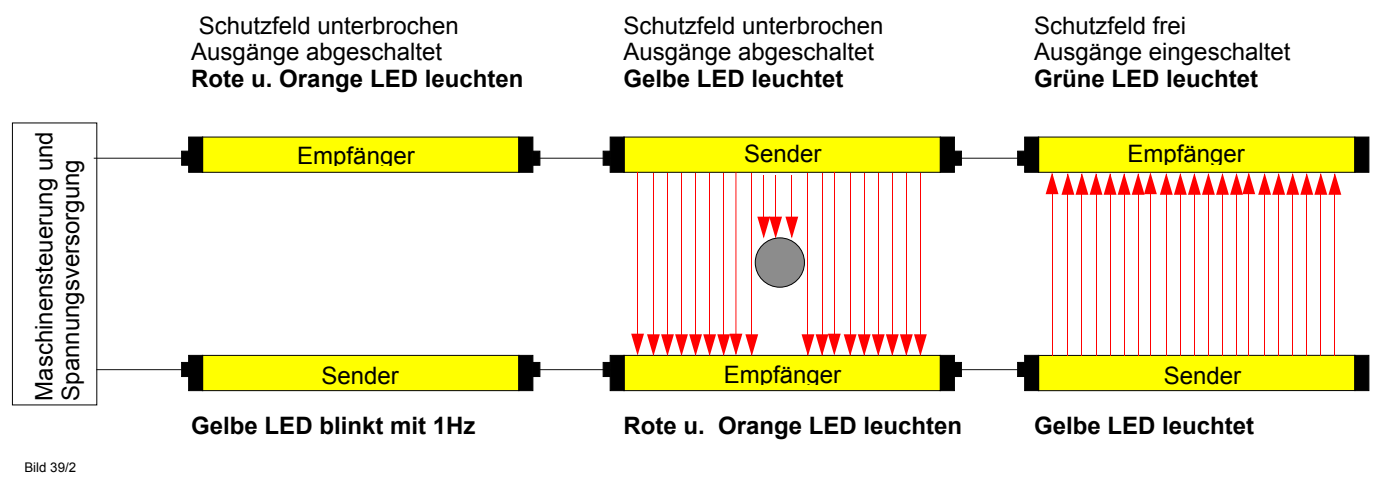 Schutzfeld unterbrochen
Ausgänge abgeschaltet
Rote u. Orange LED leuchten
Schutzfeld unterbrochen
Ausgänge abgeschaltet
Gelbe LED leuchtet
Schutzfeld frei
Ausgänge eingeschaltet
Grüne LED leuchtet
Maschinensteuerung und
Spannungsversorgung
Empfänger
Sender
Empfänger
Sender
Empfänger
Sender
Gelbe LED blinkt mit 1Hz
Rote u. Orange LED leuchten
Gelbe LED leuchtet
Bild 39/2